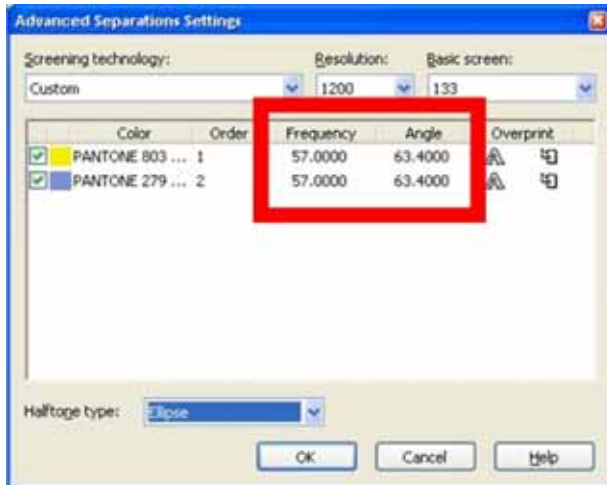 Advanced Separations Settings
Screening technology: Resolution: Basic screen:
Custom 1200 133
Color Order Frequency Angle Overprint
PANTONE 803 ... 1 57.0000 63.4000
PANTONE 279 ... 2 57.0000 63.4000
Halftone type: Ellipse
OK Cancel Help